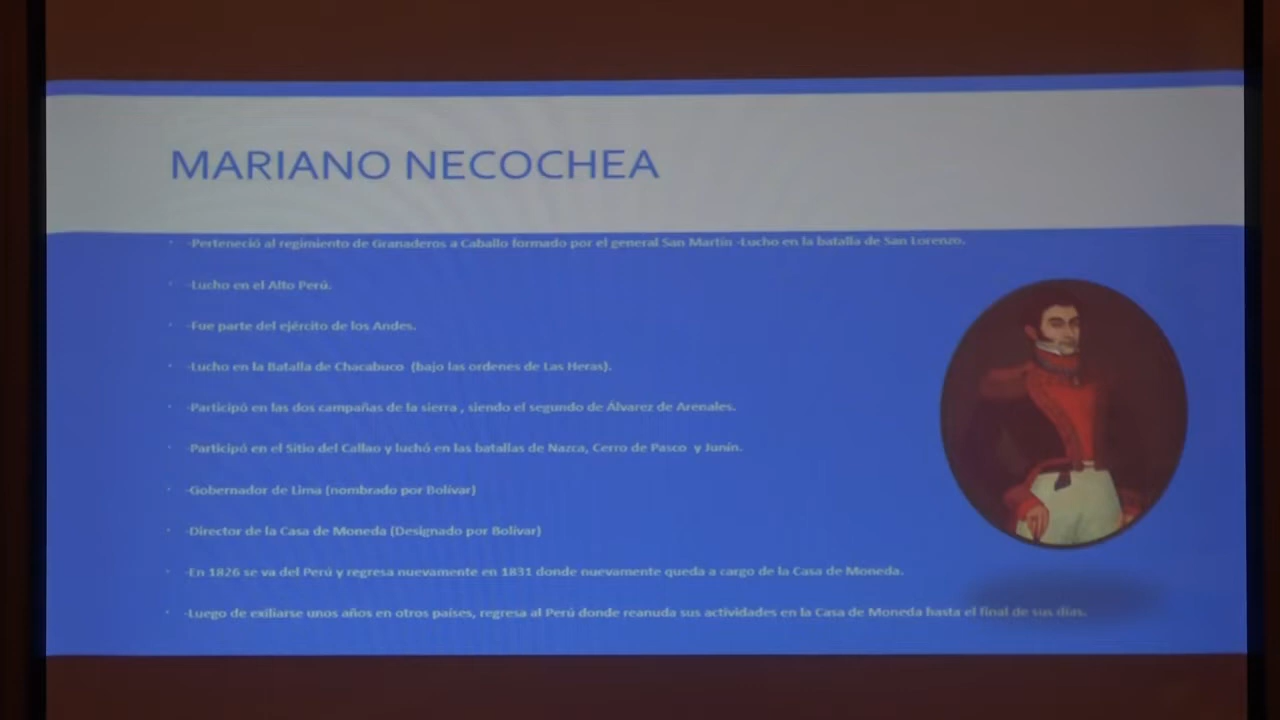 MARIANO NECOCHEA
· -Perteneció al regimiento de Granaderos a Caballo formado por el general San Martín -Lucho en la batalla de San Lorenzo.
· -Lucho en el Alto Perú.
· -Fue parte del ejército de los Andes.
· -Lucho en la Batalla de Chacabuco (bajo las ordenes de Las Heras).
· -Participó en las dos campañas de la sierra , siendo el segundo de Álvarez de Arenales.
· -Participó en el Sitio del Callao y luchó en las batallas de Nazca, Cerro de Pasco y Junín.
· -Gobernador de Lima (nombrado por Bolívar)
· -Director de la Casa de Moneda (Designado por Bolívar)
· -En 1826 se va del Perú y regresa nuevamente en 1831 donde nuevamente queda a cargo de la Casa de Moneda.
· -Luego de exiliarse unos años en otros países, regresa al Perú donde reanuda sus actividades en la Casa de Moneda hasta el final de sus días.